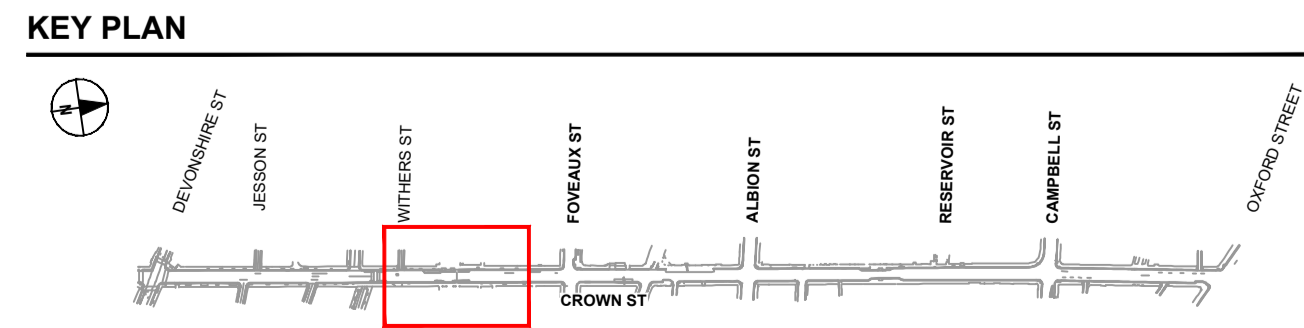 KEY PLAN
N
DEVONSHIRE ST
JESSON ST
WITHERS ST
FOVEAUX ST
ALBION ST
RESERVOIR ST
CAMPBELL ST
OXFORD STREET
CROWN ST